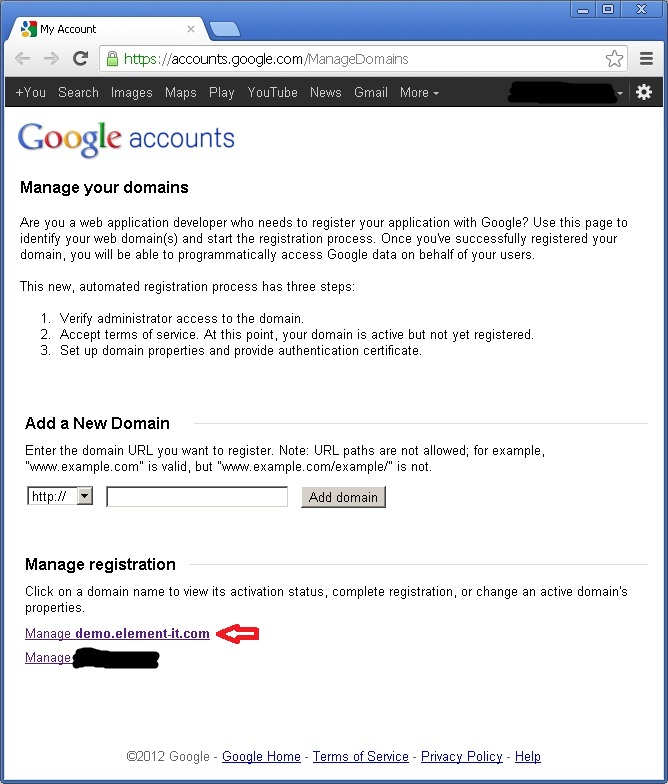 My Account
https://accounts.google.com/ManageDomains
+You Search Images Maps Play YouTube News Gmail More
Google accounts
Manage your domains
Are you a web application developer who needs to register your application with Google? Use this page to
identify your web domain(s) and start the registration process. Once you've successfully registered your
domain, you will be able to programmatically access Google data on behalf of your users.
This new, automated registration process has three steps:
1. Verify administrator access to the domain.
2. Accept terms of service. At this point, your domain is active but not yet registered.
3. Set up domain properties and provide authentication certificate.
Add a New Domain
Enter the domain URL you want to register. Note: URL paths are not allowed; for example,
"www.example.com" is valid, but "www.example.com/example/" is not.
http:// Add domain
Manage registration
Click on a domain name to view its activation status, complete registration, or change an active domain's
properties.
Manage demo.element-it.com
Manage
©2012 Google - Google Home - Terms of Service - Privacy Policy - Help